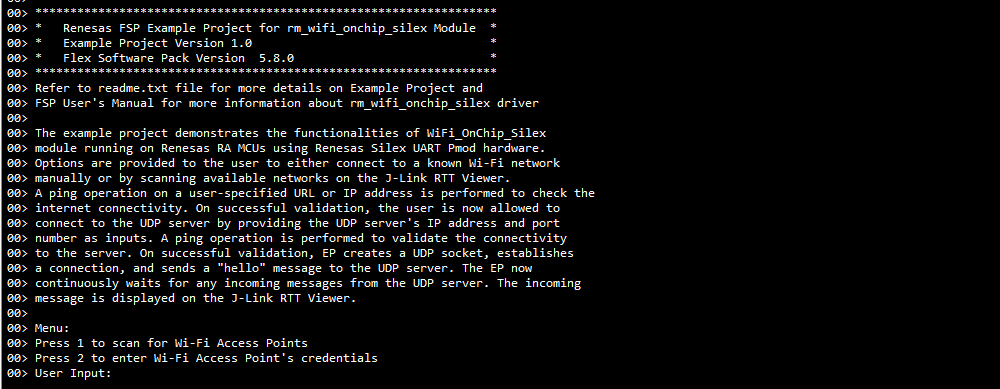 00> ******************************************************************
00> *   Renesas FSP Example Project for rm_wifi_onchip_silex Module  *
00> *   Example Project Version 1.0                                  *
00> *   Flex Software Pack Version  5.8.0                            *
00> ******************************************************************
00> Refer to readme.txt file for more details on Example Project and
00> FSP User's Manual for more information about rm_wifi_onchip_silex driver
00>
00> The example project demonstrates the functionalities of WiFi_OnChip_Silex
00> module running on Renesas RA MCUs using Renesas Silex UART Pmod hardware.
00> Options are provided to the user to either connect to a known Wi-Fi network
00> manually or by scanning available networks on the J-Link RTT Viewer.
00> A ping operation on a user-specified URL or IP address is performed to check the
00> internet connectivity. On successful validation, the user is now allowed to
00> connect to the UDP server by providing the UDP server's IP address and port
00> number as inputs. A ping operation is performed to validate the connectivity
00> to the server. On successful validation, EP creates a UDP socket, establishes
00> a connection, and sends a "hello" message to the UDP server. The EP now
00> continuously waits for any incoming messages from the UDP server. The incoming
00> message is displayed on the J-Link RTT Viewer.
00>
00> Menu:
00> Press 1 to scan for Wi-Fi Access Points
00> Press 2 to enter Wi-Fi Access Point's credentials
00> User Input: